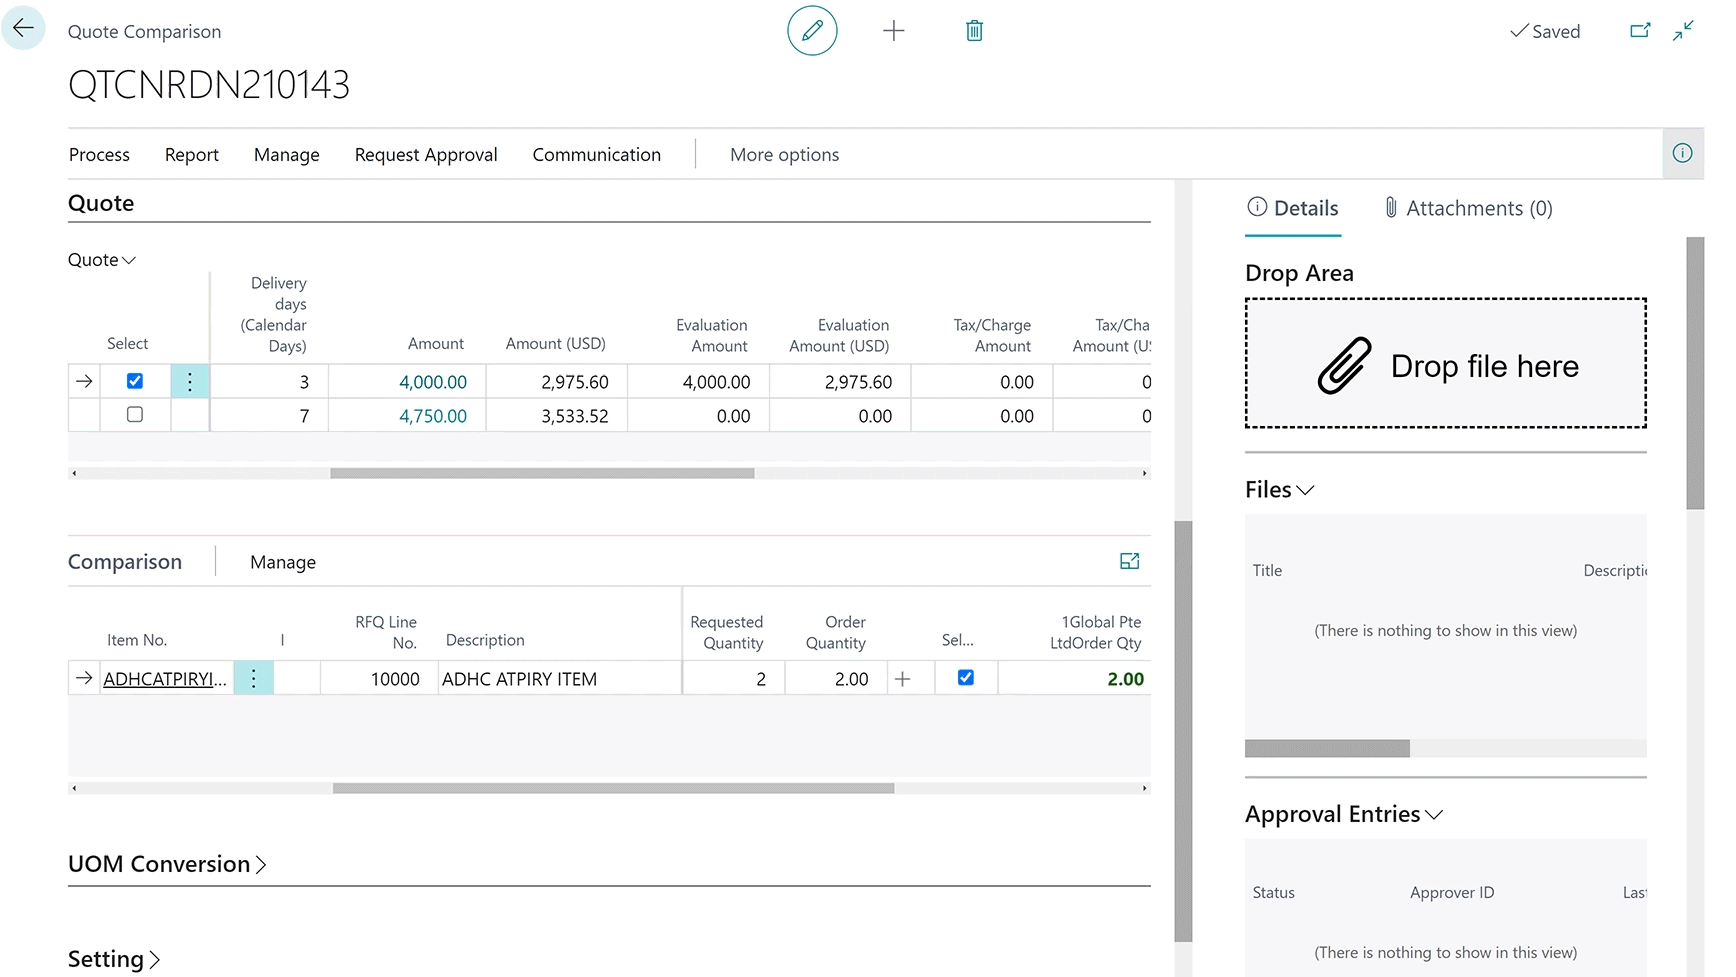 Quote Comparison
Saved
QTCNRDN210143
Process Report Manage Request Approval Communication More options
Quote
Details Attachments (0)
Quote
Drop Area
Select Delivery days (Calendar Days) Amount Amount (USD) Evaluation Amount Evaluation Amount (USD) Tax/Charge Amount Tax/Cha Amount (US
3 4,000.00 2,975.60 4,000.00 2,975.60 0.00 0
7 4,750.00 3,533.52 0.00 0.00 0.00 0
Drop file here
Files
Title Descriptic
(There is nothing to show in this view)
Comparison Manage
Item No. I RFQ Line No. Description Requested Quantity Order Quantity Sel... 1Global Pte LtdOrder Qty
ADHCATPIRYI... 10000 ADHC ATPIRY ITEM 2 2.00 2.00
UOM Conversion
Setting
Approval Entries
Status Approver ID Las
(There is nothing to show in this view)